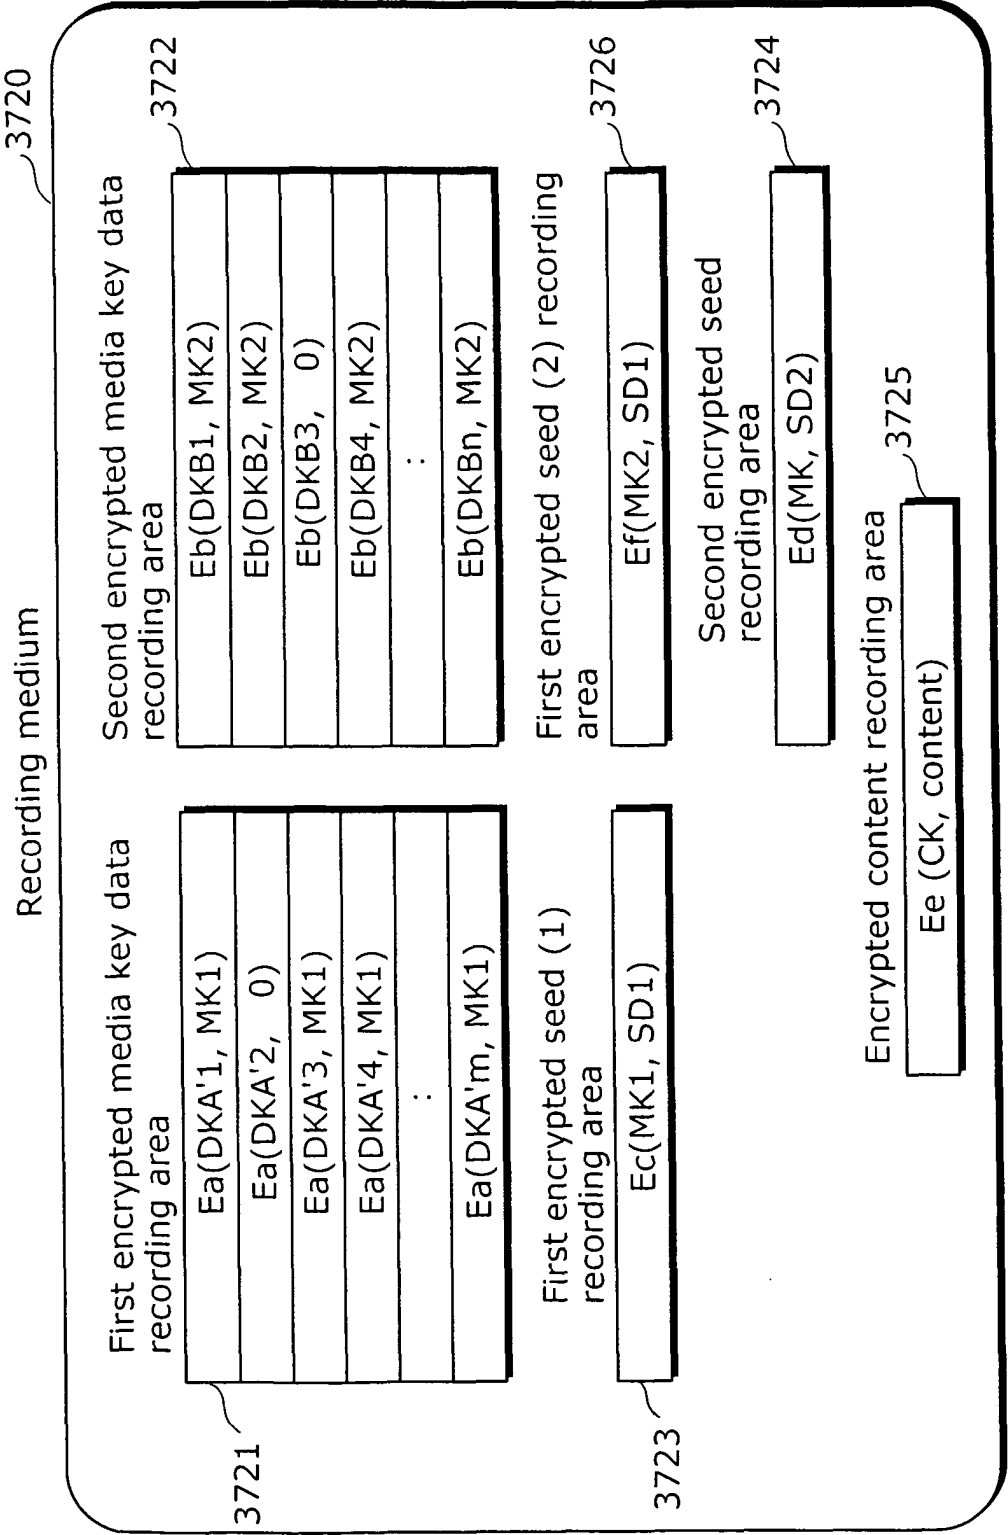 Recording medium
3720
First encrypted media key data
recording area
3721
Ea(DKA'1, MK1)
Ea(DKA'2, 0)
Ea(DKA'3, MK1)
Ea(DKA'4, MK1)
:
Ea(DKA'm, MK1)
Second encrypted media key data
recording area
3722
Eb(DKB1, MK2)
Eb(DKB2, MK2)
Eb(DKB3, 0)
Eb(DKB4, MK2)
:
Eb(DKBn, MK2)
First encrypted seed (1)
recording area
3723
Ec(MK1, SD1)
First encrypted seed (2) recording
area
3726
Ef(MK2, SD1)
Second encrypted seed
recording area
3724
Ed(MK, SD2)
Encrypted content recording area
3725
Ee (CK, content)